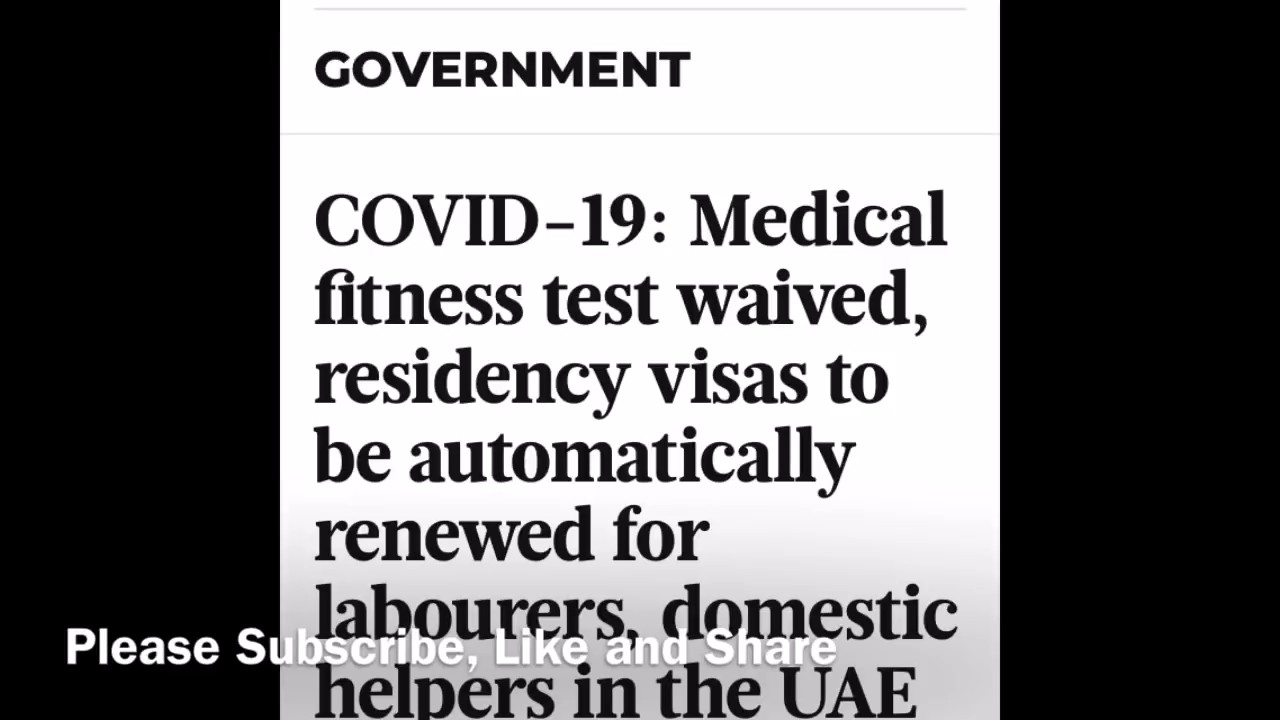 GOVERNMENT
COVID-19: Medical
fitness test waived,
residency visas to
be automatically
renewed for
labourers, domestic
Please Subscribe, Like and Share
helpers in the UAE